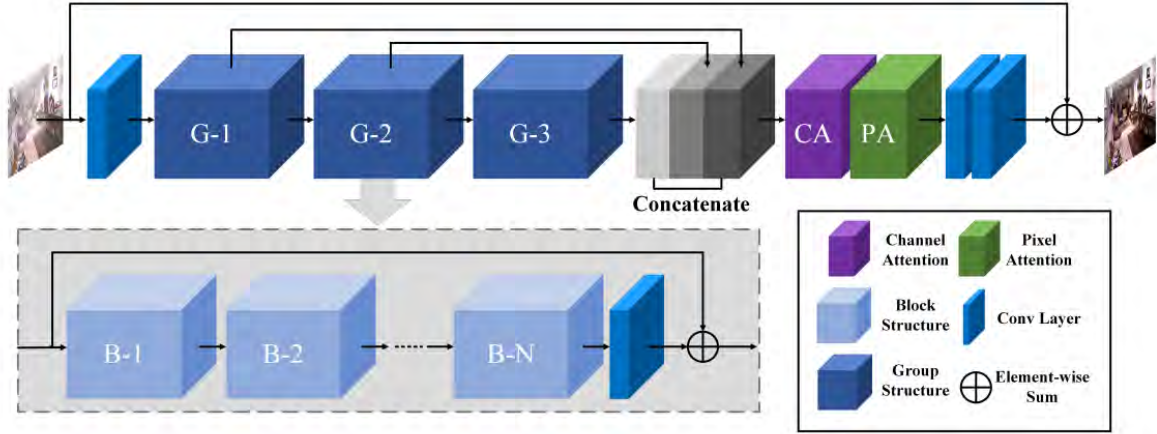 G-1
G-2
G-3
CA
PA
Concatenate
B-1
B-2
B-N
Channel
Attention
Pixel
Attention
Block
Structure
Conv Layer
Group
Structure
Element-wise
Sum